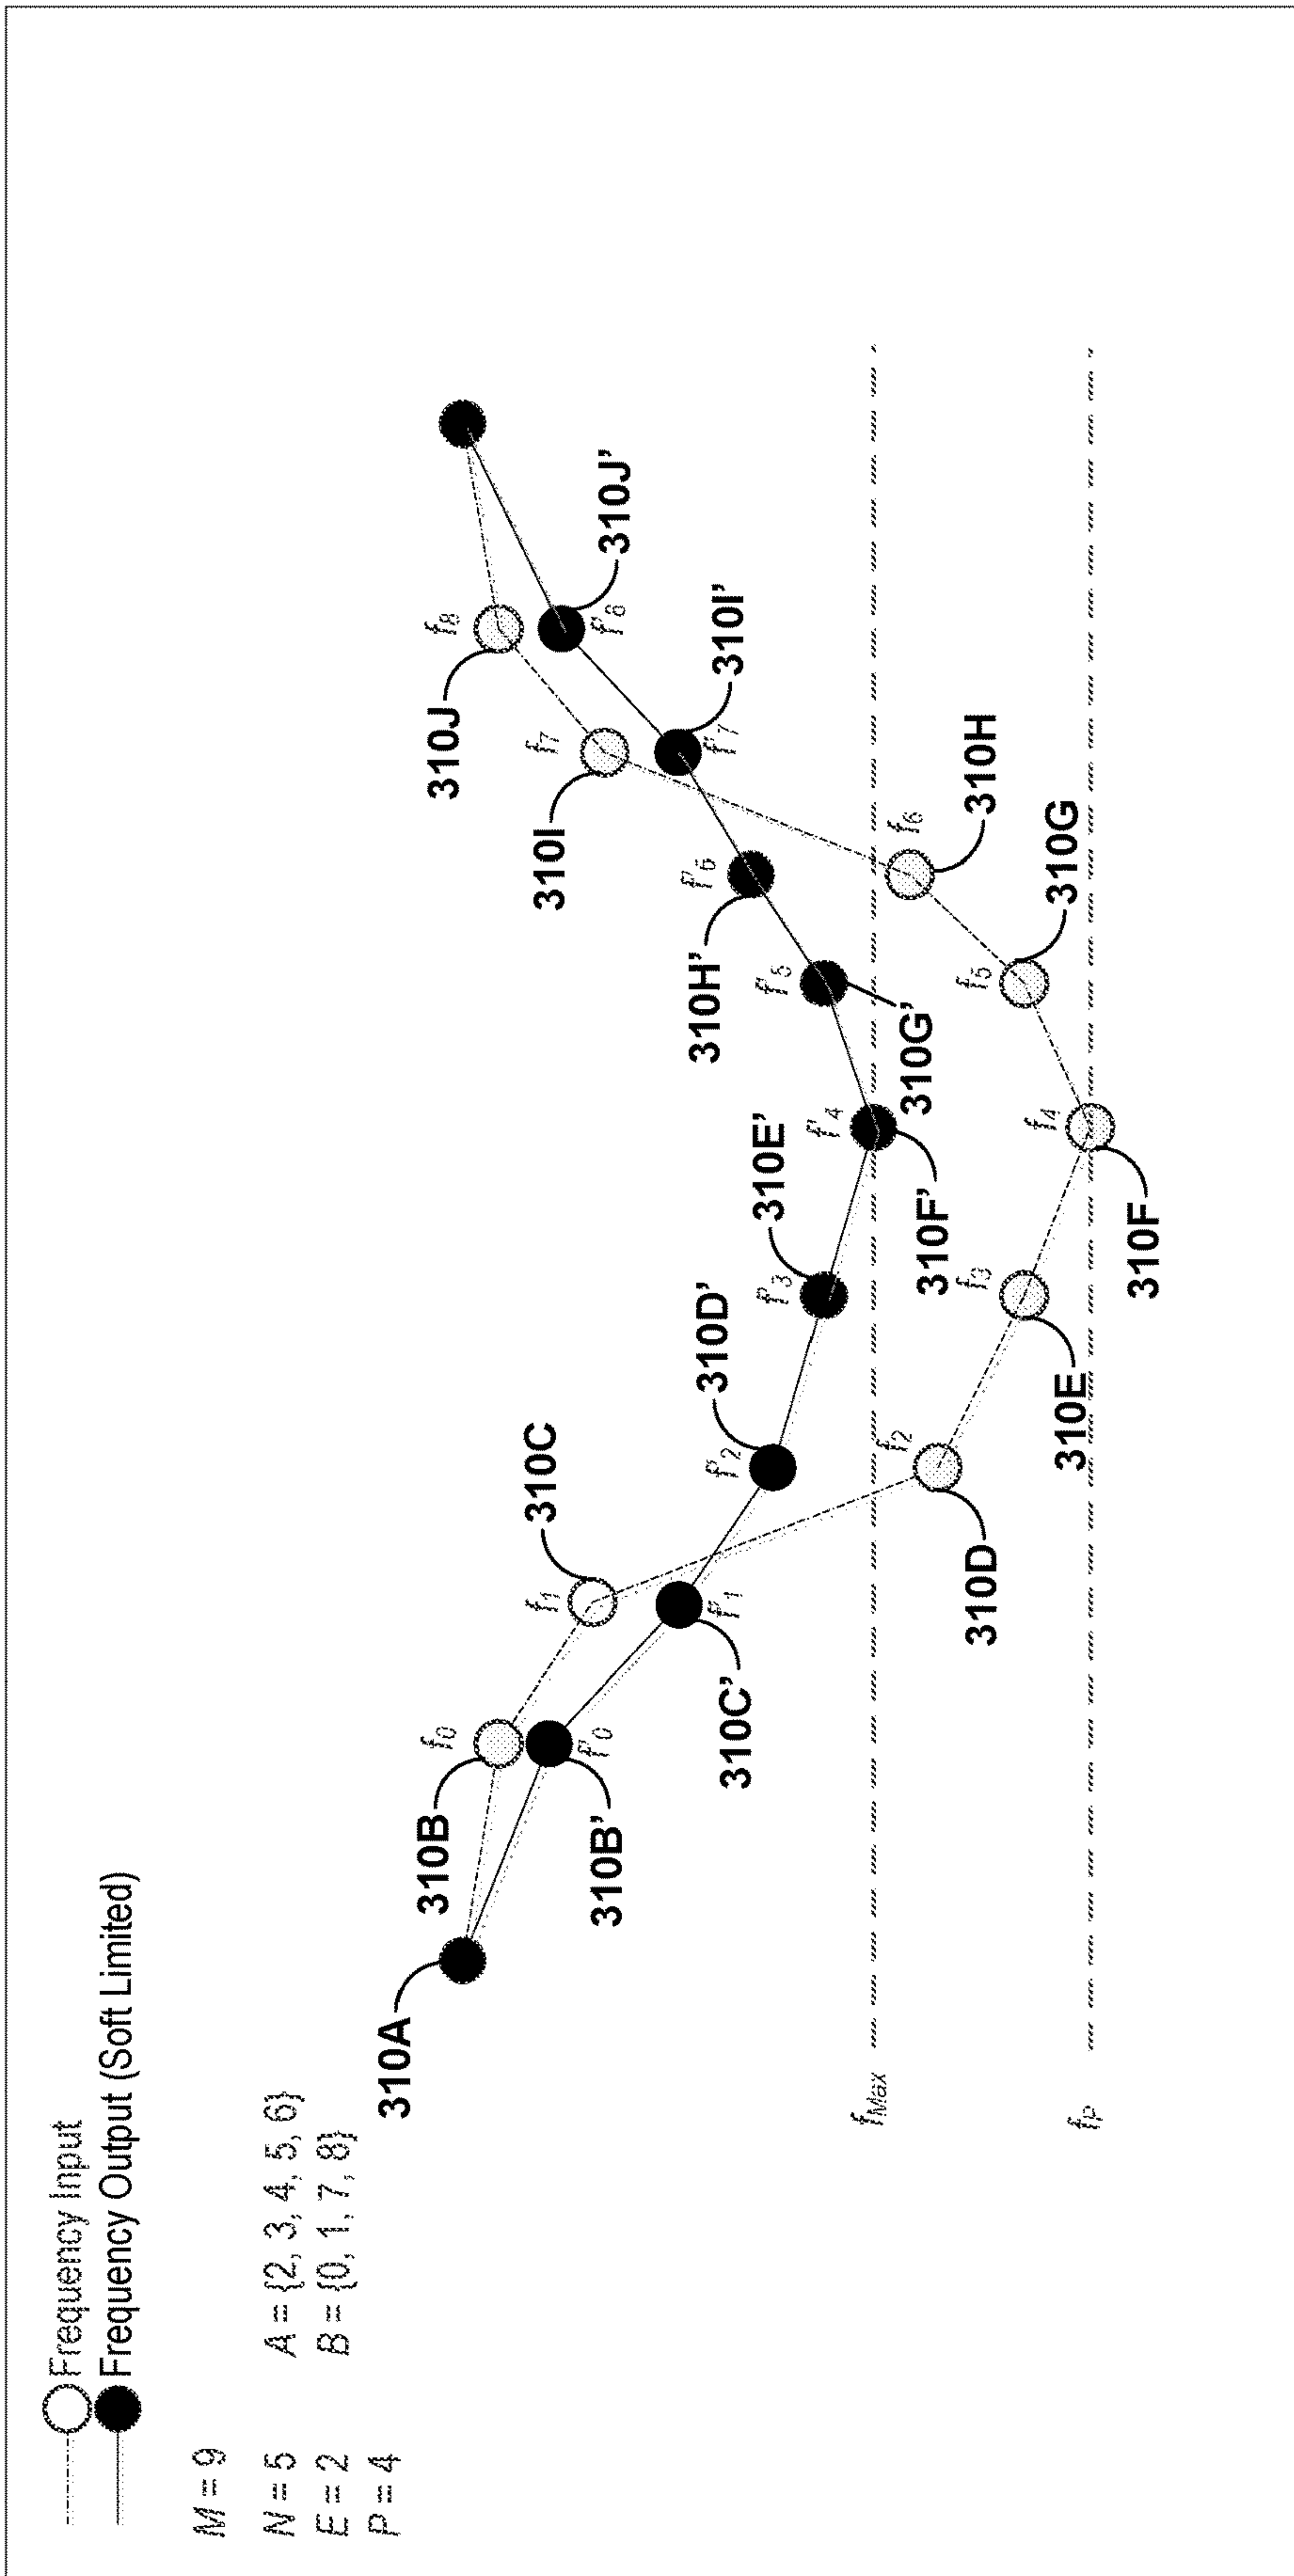 Frequency Input
Frequency Output (Soft Limited)
M = 9
N = 5 A = {2, 3, 4, 5, 6}
E = 2 B = {0, 1, 7, 8}
P = 4
310A
310B
f0
310B'
f'0
310C
f1
310C'
f'1
310D'
f'2
310D
f2
310E'
f'3
310E
f3
310F'
f'4
310F
f4
310G'
f'5
310G
f5
310H'
f'6
310H
f6
310I
f7
310I'
f'7
310J
f8
310J'
f'8
fMax
fP